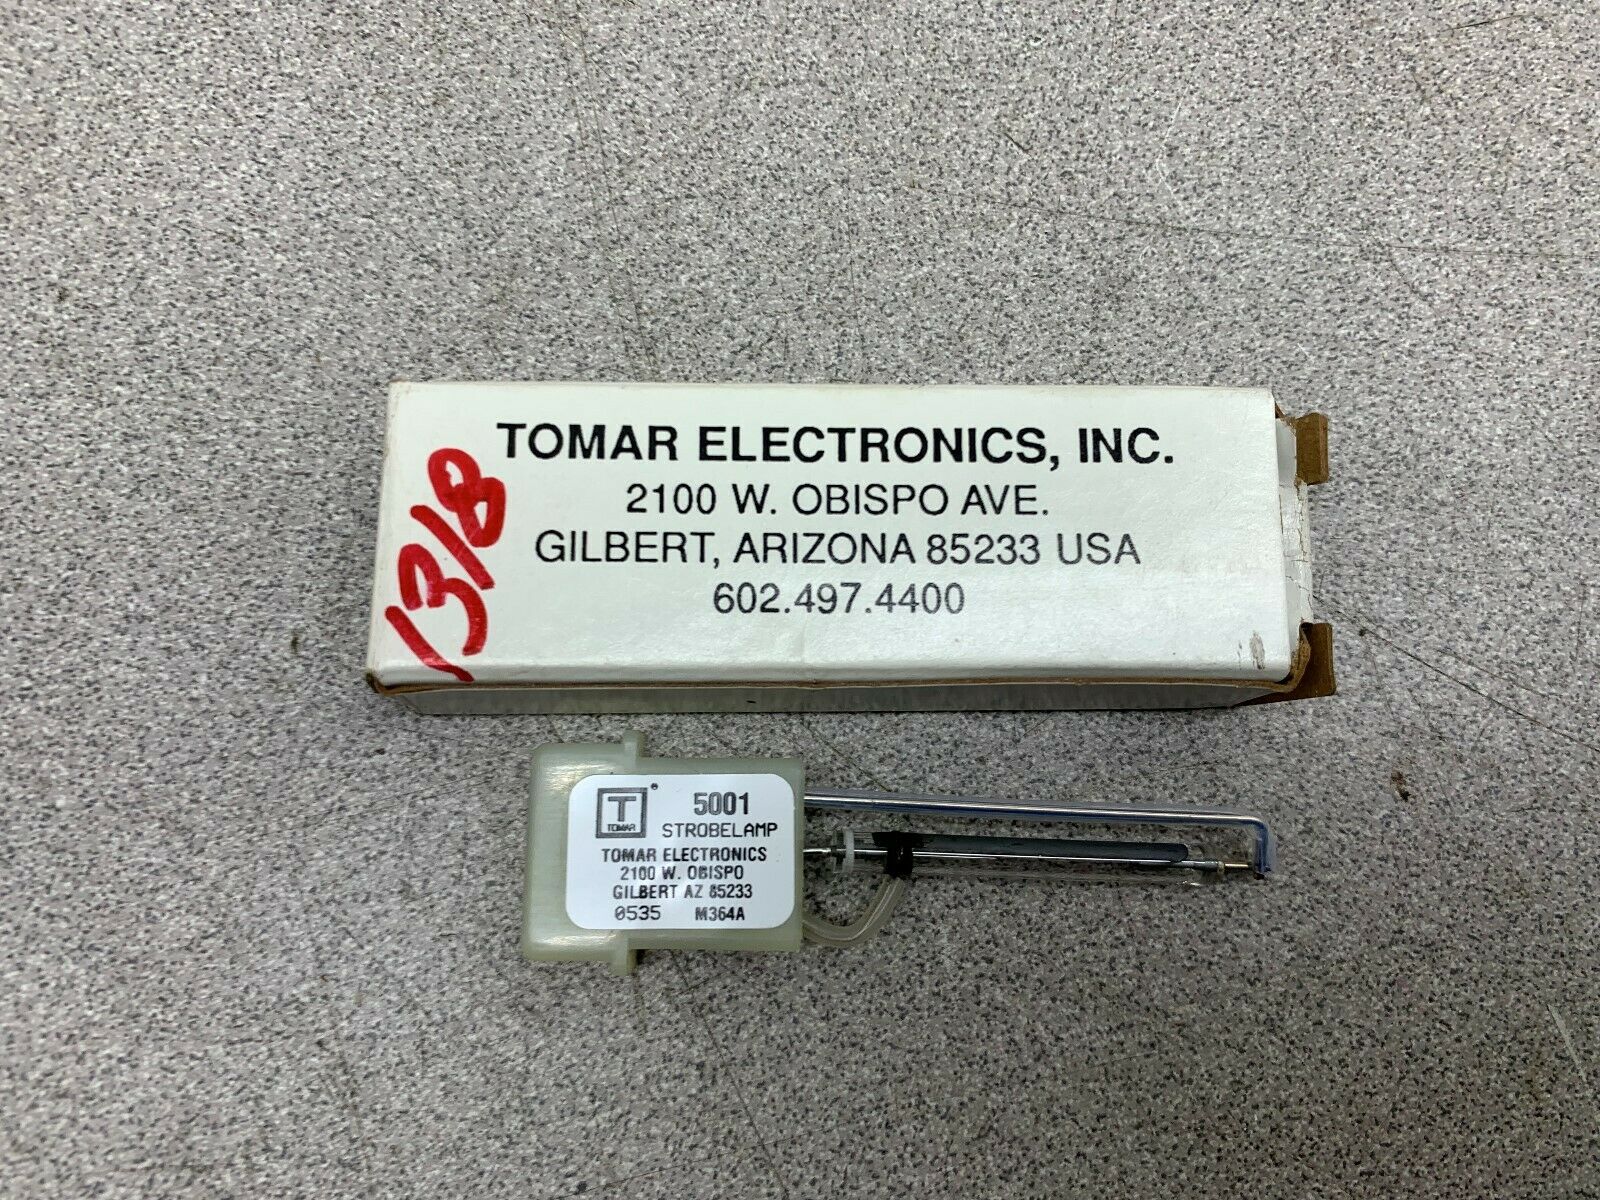 TOMAR ELECTRONICS, INC.
2100 W. OBISPO AVE.
GILBERT, ARIZONA 85233 USA
602.497.4400
1318
T
TOMAR
®
5001
STROBELAMP
TOMAR ELECTRONICS
2100 W. OBISPO
GILBERT AZ 85233
0535 M364A